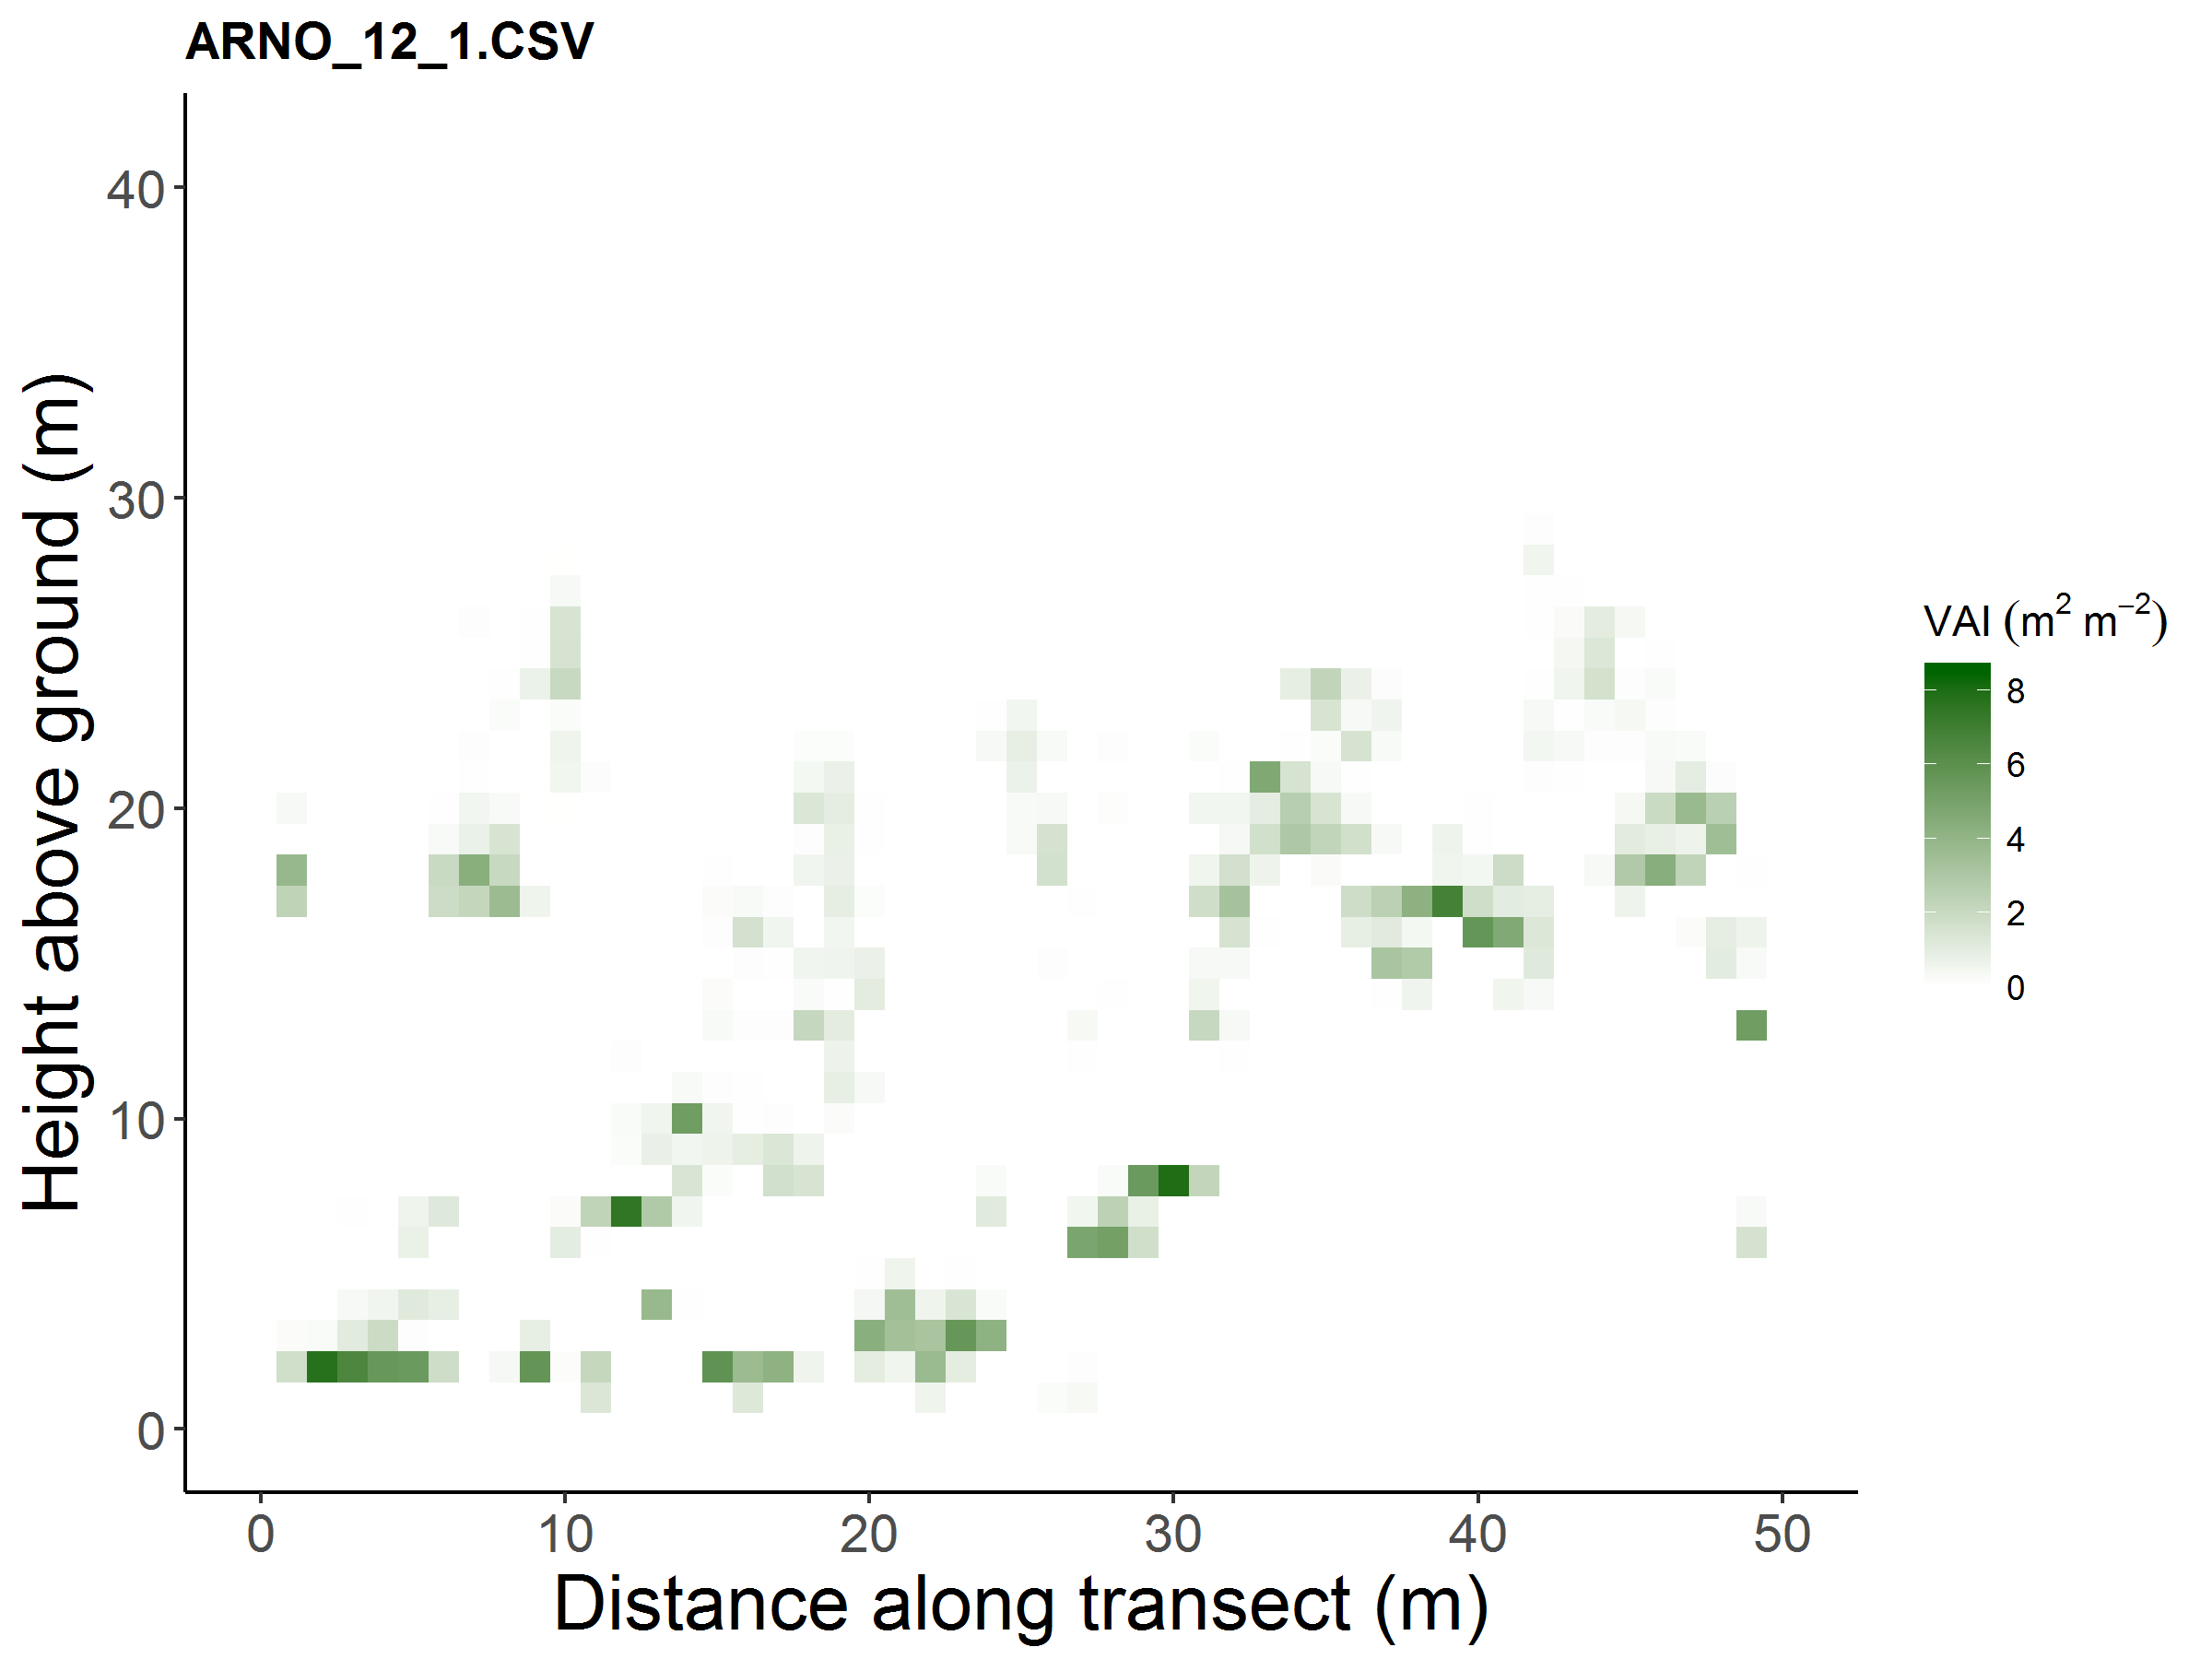 ARNO_12_1.CSV
Height above ground (m)
40
30
20
10
0
0 10 20 30 40 50
Distance along transect (m)
VAI (m² m⁻²)
8
6
4
2
0